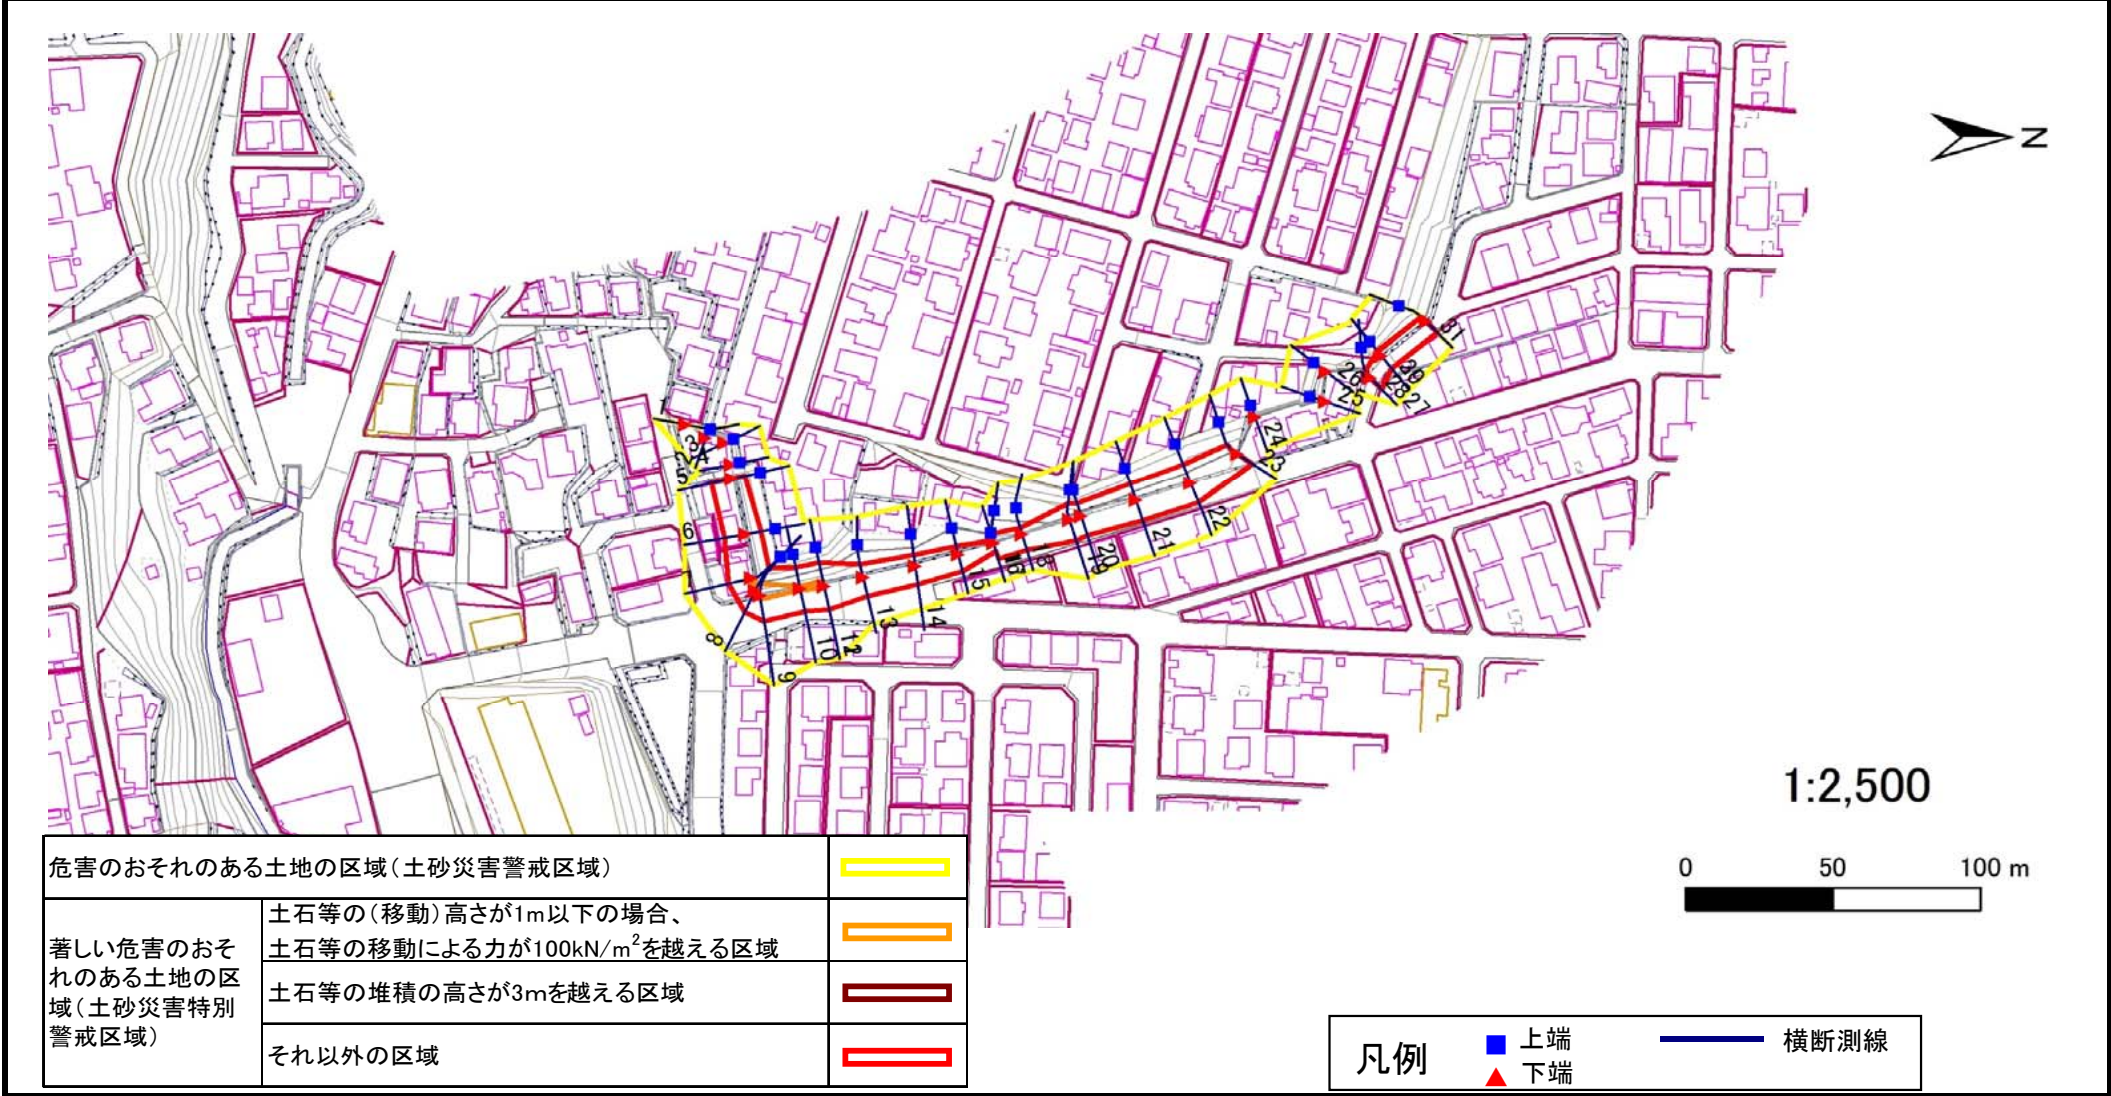 N
1
3
4
5
6
7
8
9
10
12
13
14
15
16
18
19
20
21
22
23
24
25
26
27
28
31
1:2,500
0 50 100 m
危害のおそれのある土地の区域(土砂災害警戒区域)
著しい危害のおそ
れのある土地の区
域(土砂災害特別
警戒区域)
土石等の(移動)高さが1m以下の場合、
土石等の移動による力が100kN/m²を越える区域
土石等の堆積の高さが3mを越える区域
それ以外の区域
凡例
上端
下端
横断測線